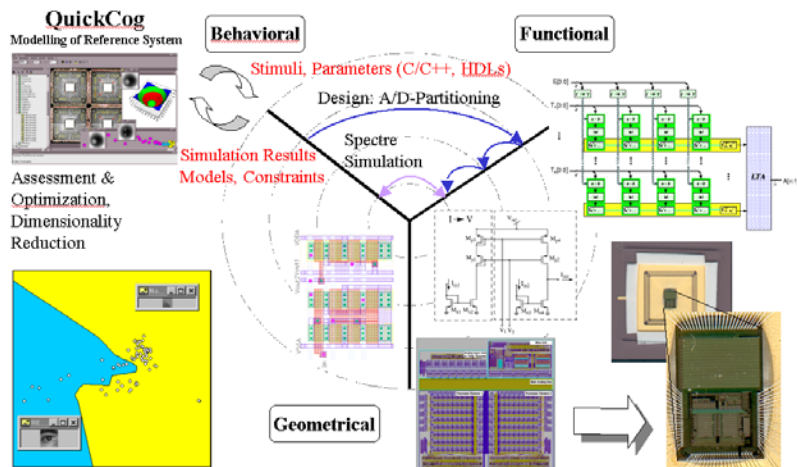 QuickCog
Modelling of Reference System
Behavioral
Functional
Stimuli, Parameters (C/C++, HDLs)
Design: A/D-Partitioning
Spectre
Simulation
Simulation Results
Models, Constraints
Assessment &
Optimization,
Dimensionality
Reduction
LTA
I V
Geometrical